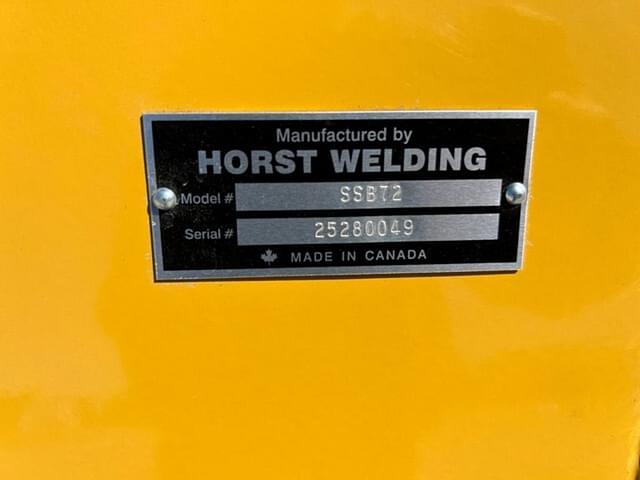 Manufactured by
HORST WELDING
Model # SSB72
Serial # 25280049
MADE IN CANADA